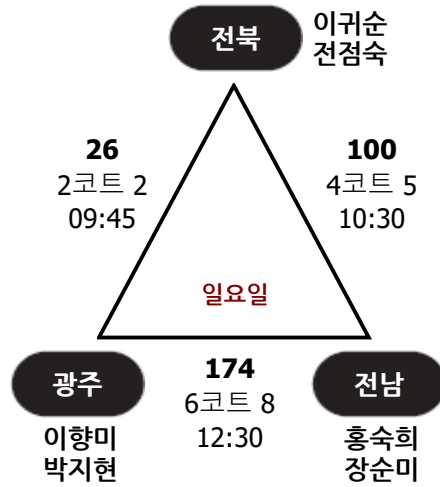 전북
이귀순
전점숙
26
2코트 2
09:45
100
4코트 5
10:30
일요일
광주
이향미
박지현
174
6코트 8
12:30
전남
홍숙희
장순미